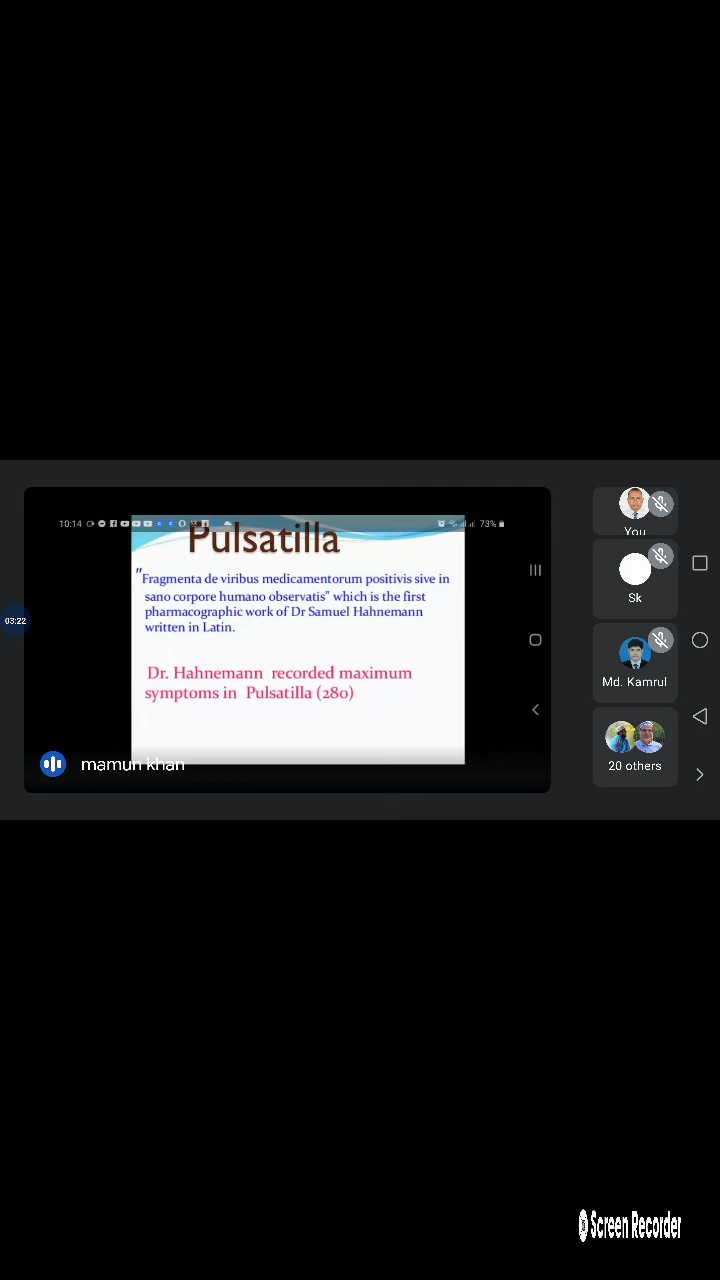 10:14
73%
Pulsatilla
"Fragmenta de viribus medicamentorum positivis sive in
sano corpore humano observatis" which is the first
pharmacographic work of Dr Samuel Hahnemann
written in Latin.
Dr. Hahnemann recorded maximum
symptoms in Pulsatilla (280)
mamun khan
You
Sk
Md. Kamrul
20 others
03:22
Screen Recorder